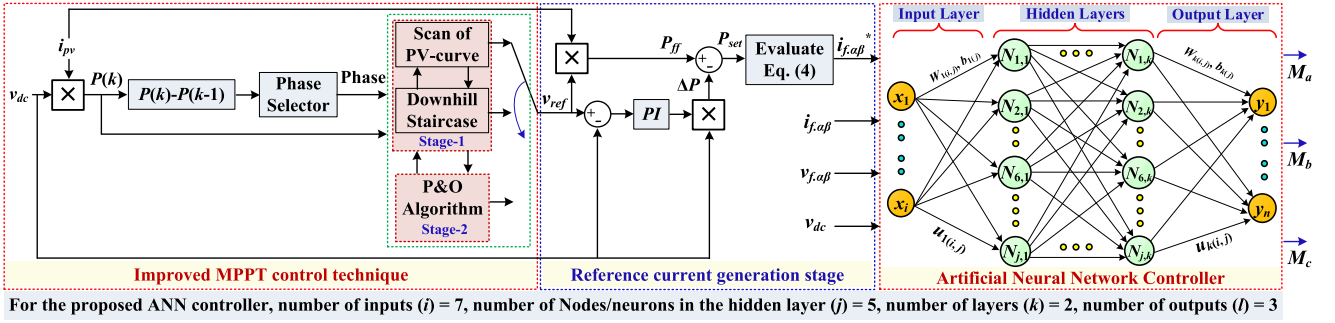 i_pv
v_dc
P(k)
P(k)-P(k-1)
Phase
Selector
Phase
Scan of
PV-curve
Downhill
Staircase
Stage-1
P&O
Algorithm
Stage-2
Improved MPPT control technique
×
v_ref
+
-
PI
×
ΔP
P_ff
+
-
P_set
Evaluate
Eq. (4)
i_f,αβ*
i_f,αβ
v_f,αβ
v_dc
×
Reference current generation stage
Input Layer
Hidden Layers
Output Layer
x_1
x_i
W_1(i,j), b_1(j)
u_1(i,j)
N_1,1
N_2,1
N_6,1
N_j,1
N_1,k
N_2,k
N_6,k
N_j,k
W_k(i,j), b_k(j)
u_k(i,j)
y_1
y_n
M_a
M_b
M_c
Artificial Neural Network Controller
For the proposed ANN controller, number of inputs (i) = 7, number of Nodes/neurons in the hidden layer (j) = 5, number of layers (k) = 2, number of outputs (l) = 3